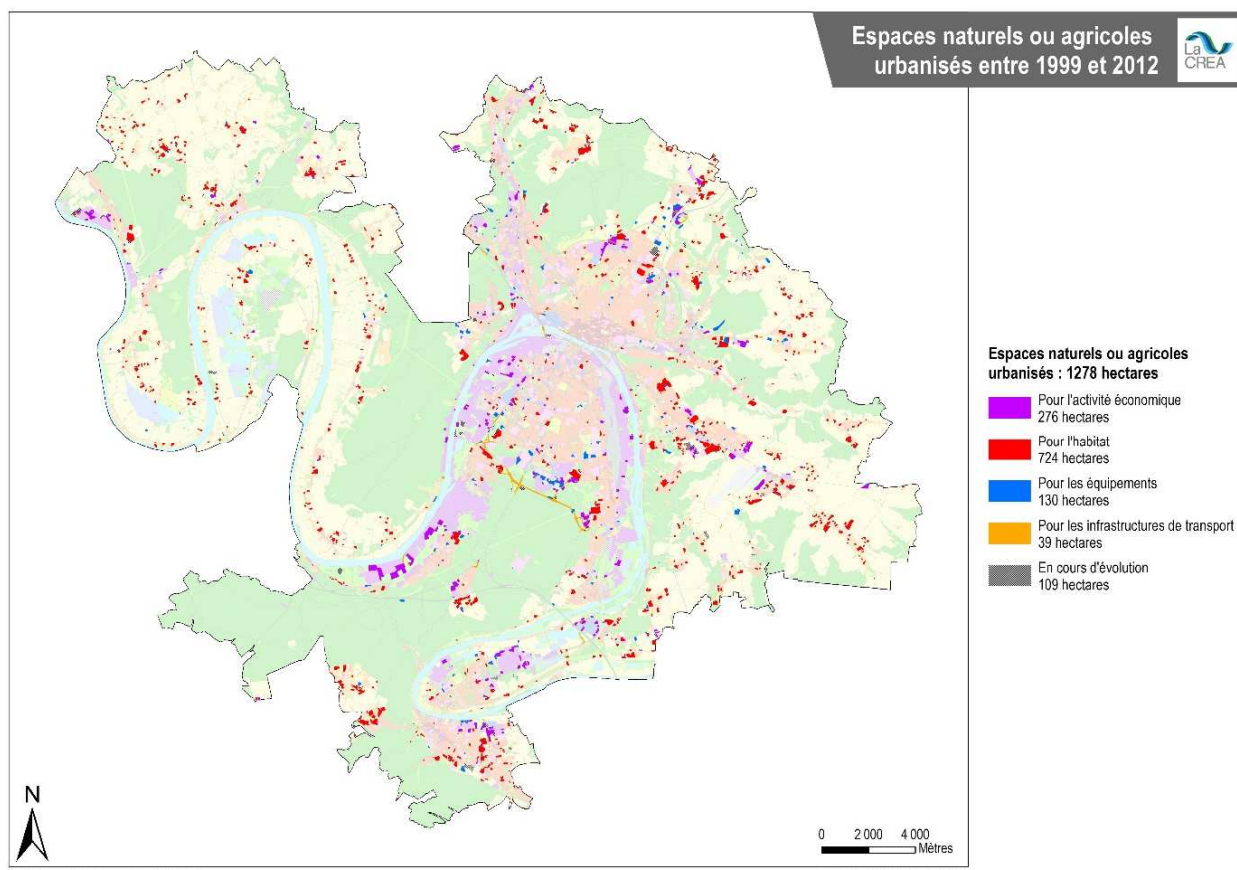 Espaces naturels ou agricoles
urbanisés entre 1999 et 2012
La
CREA
Espaces naturels ou agricoles
urbanisés : 1278 hectares
Pour l'activité économique
276 hectares
Pour l'habitat
724 hectares
Pour les équipements
130 hectares
Pour les infrastructures de transport
39 hectares
En cours d'évolution
109 hectares
N
0 2 000 4 000
Mètres